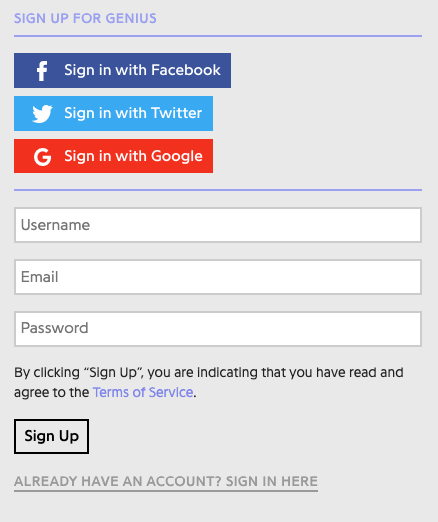 SIGN UP FOR GENIUS
Sign in with Facebook
Sign in with Twitter
Sign in with Google
Username
Email
Password
By clicking “Sign Up”, you are indicating that you have read and
agree to the Terms of Service.
Sign Up
ALREADY HAVE AN ACCOUNT? SIGN IN HERE